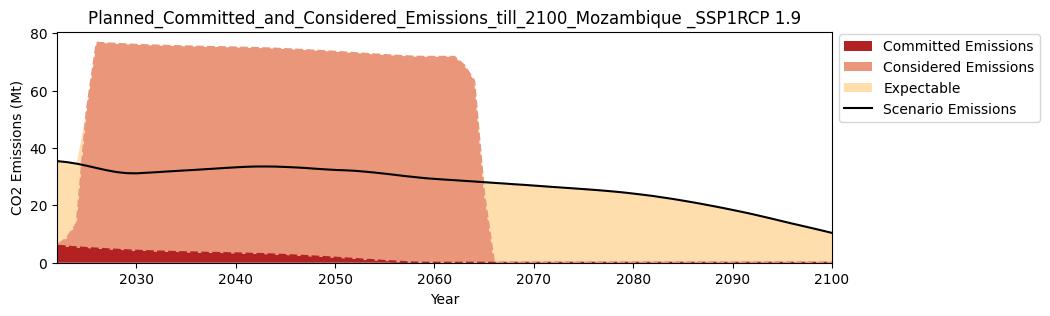 Planned_Committed_and_Considered_Emissions_till_2100_Mozambique _SSP1RCP 1.9
CO2 Emissions (Mt)
80
60
40
20
0
2030
2040
2050
2060
2070
2080
2090
2100
Year
Committed Emissions
Considered Emissions
Expectable
Scenario Emissions